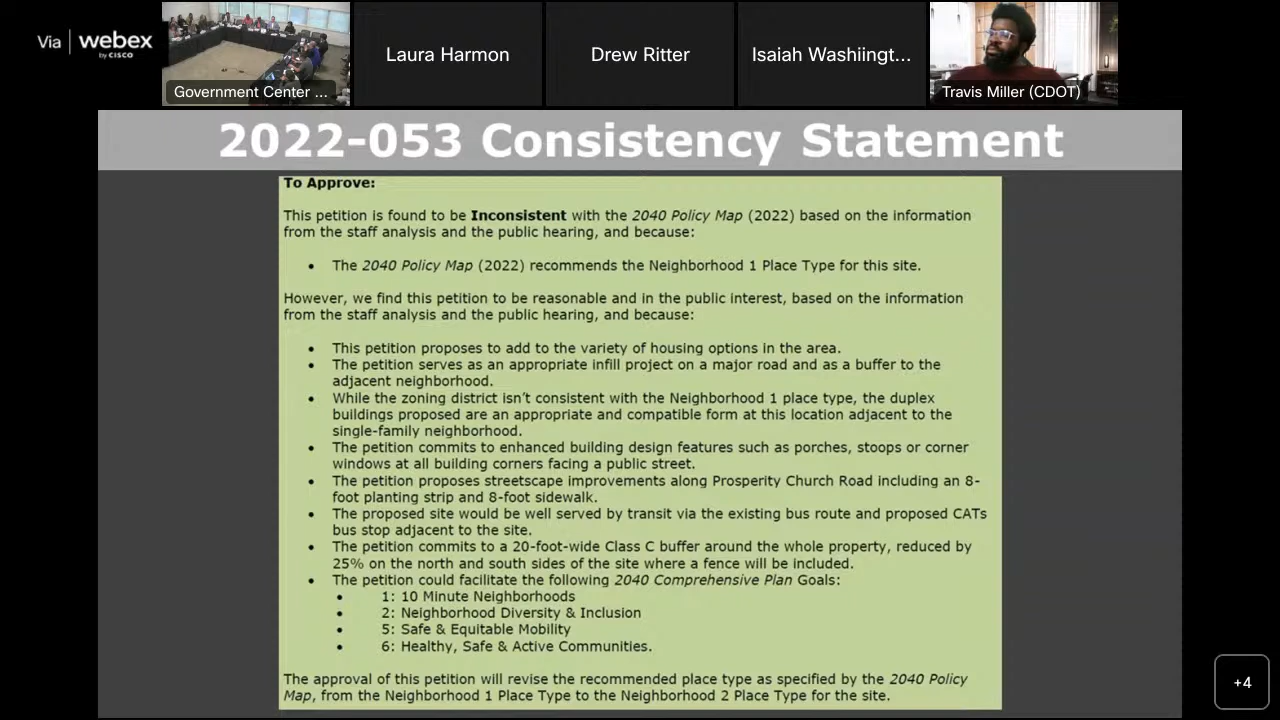 Via | webex
by CISCO
Government Center ...
Laura Harmon
Drew Ritter
Isaiah Washiingt...
Travis Miller (CDOT)
2022-053 Consistency Statement
To Approve:
This petition is found to be Inconsistent with the 2040 Policy Map (2022) based on the information
from the staff analysis and the public hearing, and because:
• The 2040 Policy Map (2022) recommends the Neighborhood 1 Place Type for this site.
However, we find this petition to be reasonable and in the public interest, based on the information
from the staff analysis and the public hearing, and because:
• This petition proposes to add to the variety of housing options in the area.
• The petition serves as an appropriate infill project on a major road and as a buffer to the
adjacent neighborhood.
• While the zoning district isn't consistent with the Neighborhood 1 place type, the duplex
buildings proposed are an appropriate and compatible form at this location adjacent to the
single-family neighborhood.
• The petition commits to enhanced building design features such as porches, stoops or corner
windows at all building corners facing a public street.
• The petition proposes streetscape improvements along Prosperity Church Road including an 8-
foot planting strip and 8-foot sidewalk.
• The proposed site would be well served by transit via the existing bus route and proposed CATs
bus stop adjacent to the site.
• The petition commits to a 20-foot-wide Class C buffer around the whole property, reduced by
25% on the north and south sides of the site where a fence will be included.
• The petition could facilitate the following 2040 Comprehensive Plan Goals:
• 1: 10 Minute Neighborhoods
• 2: Neighborhood Diversity & Inclusion
• 5: Safe & Equitable Mobility
• 6: Healthy, Safe & Active Communities.
The approval of this petition will revise the recommended place type as specified by the 2040 Policy
Map, from the Neighborhood 1 Place Type to the Neighborhood 2 Place Type for the site.
+4